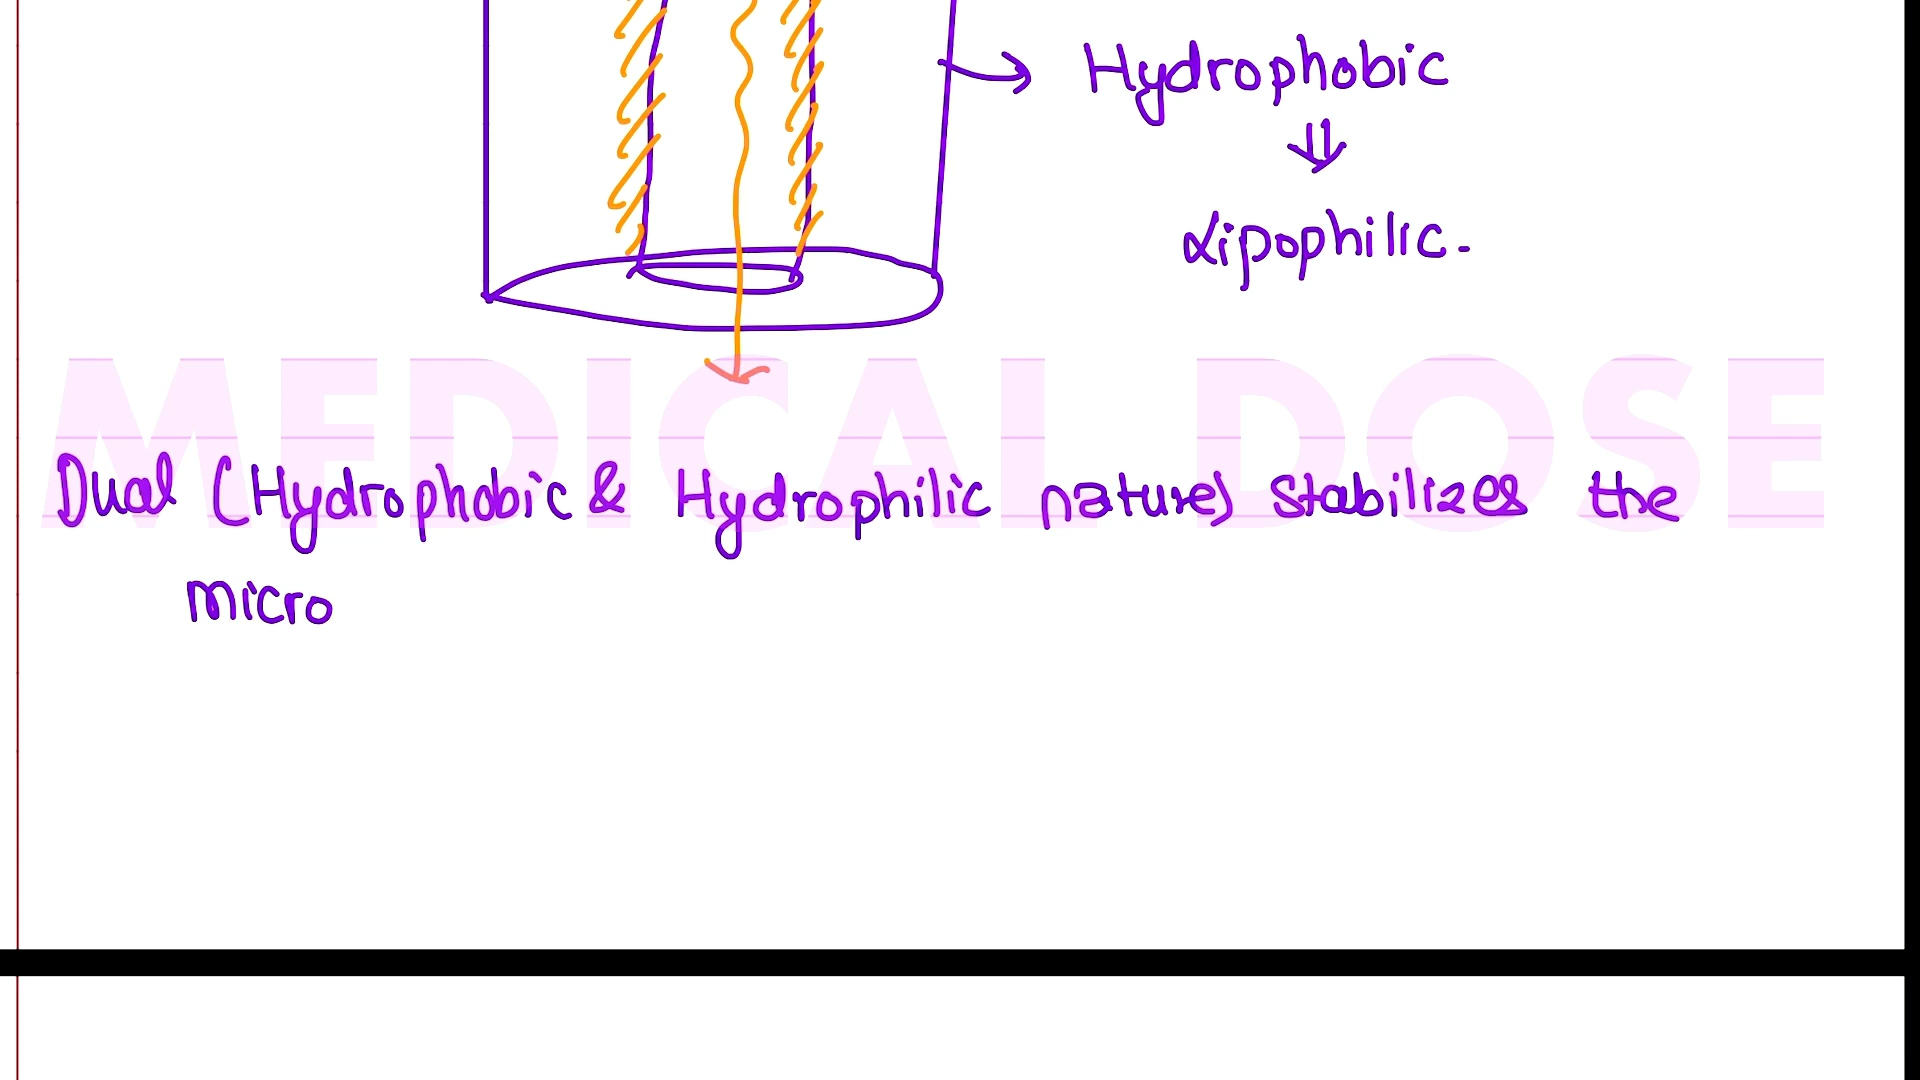 Hydrophobic
⇓
Lipophilic.
MEDICAL DOSE
Dual (Hydrophobic & Hydrophilic nature) stabilizes the
micro